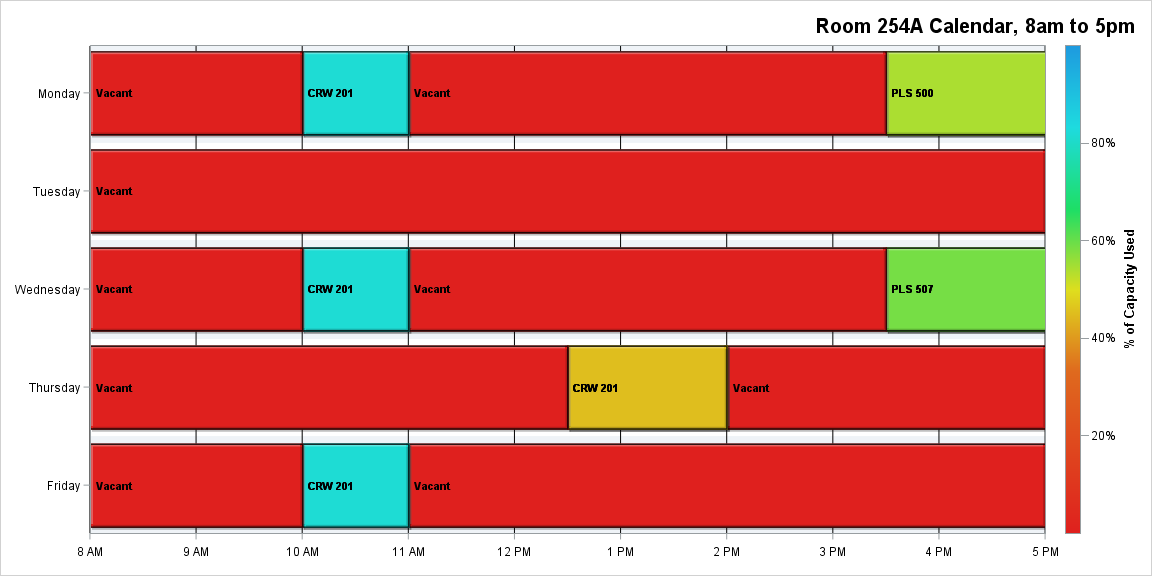 Room 254A Calendar, 8am to 5pm
Monday
Vacant
CRW 201
Vacant
PLS 500
Tuesday
Vacant
Wednesday
Vacant
CRW 201
Vacant
PLS 507
Thursday
Vacant
CRW 201
Vacant
Friday
Vacant
CRW 201
Vacant
8 AM
9 AM
10 AM
11 AM
12 PM
1 PM
2 PM
3 PM
4 PM
5 PM
80%
60%
40%
20%
% of Capacity Used